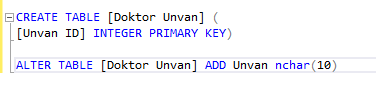 CREATE TABLE [Doktor Unvan] (
[Unvan ID] INTEGER PRIMARY KEY)
ALTER TABLE [Doktor Unvan] ADD Unvan nchar(10)